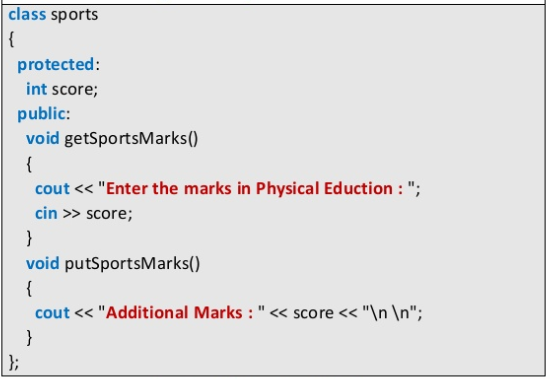 class sports
{
protected:
int score;
public:
void getSportsMarks()
{
cout << "Enter the marks in Physical Eduction : ";
cin >> score;
}
void putSportsMarks()
{
cout << "Additional Marks : " << score << "\n \n";
}
};